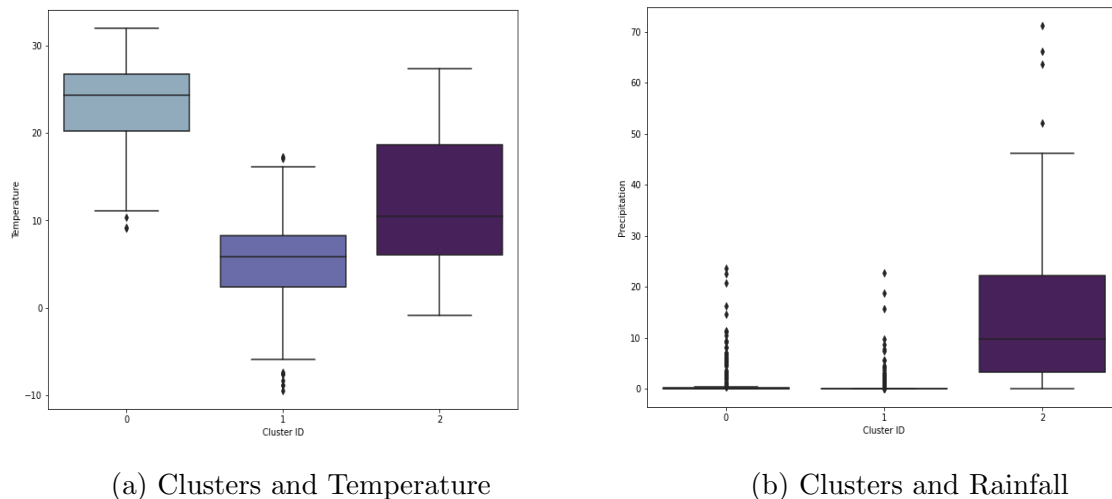 30
20
10
0
−10
Temperature
0 1 2
Cluster ID
(a) Clusters and Temperature
70
60
50
40
30
20
10
0
Precipitation
0 1 2
Cluster ID
(b) Clusters and Rainfall